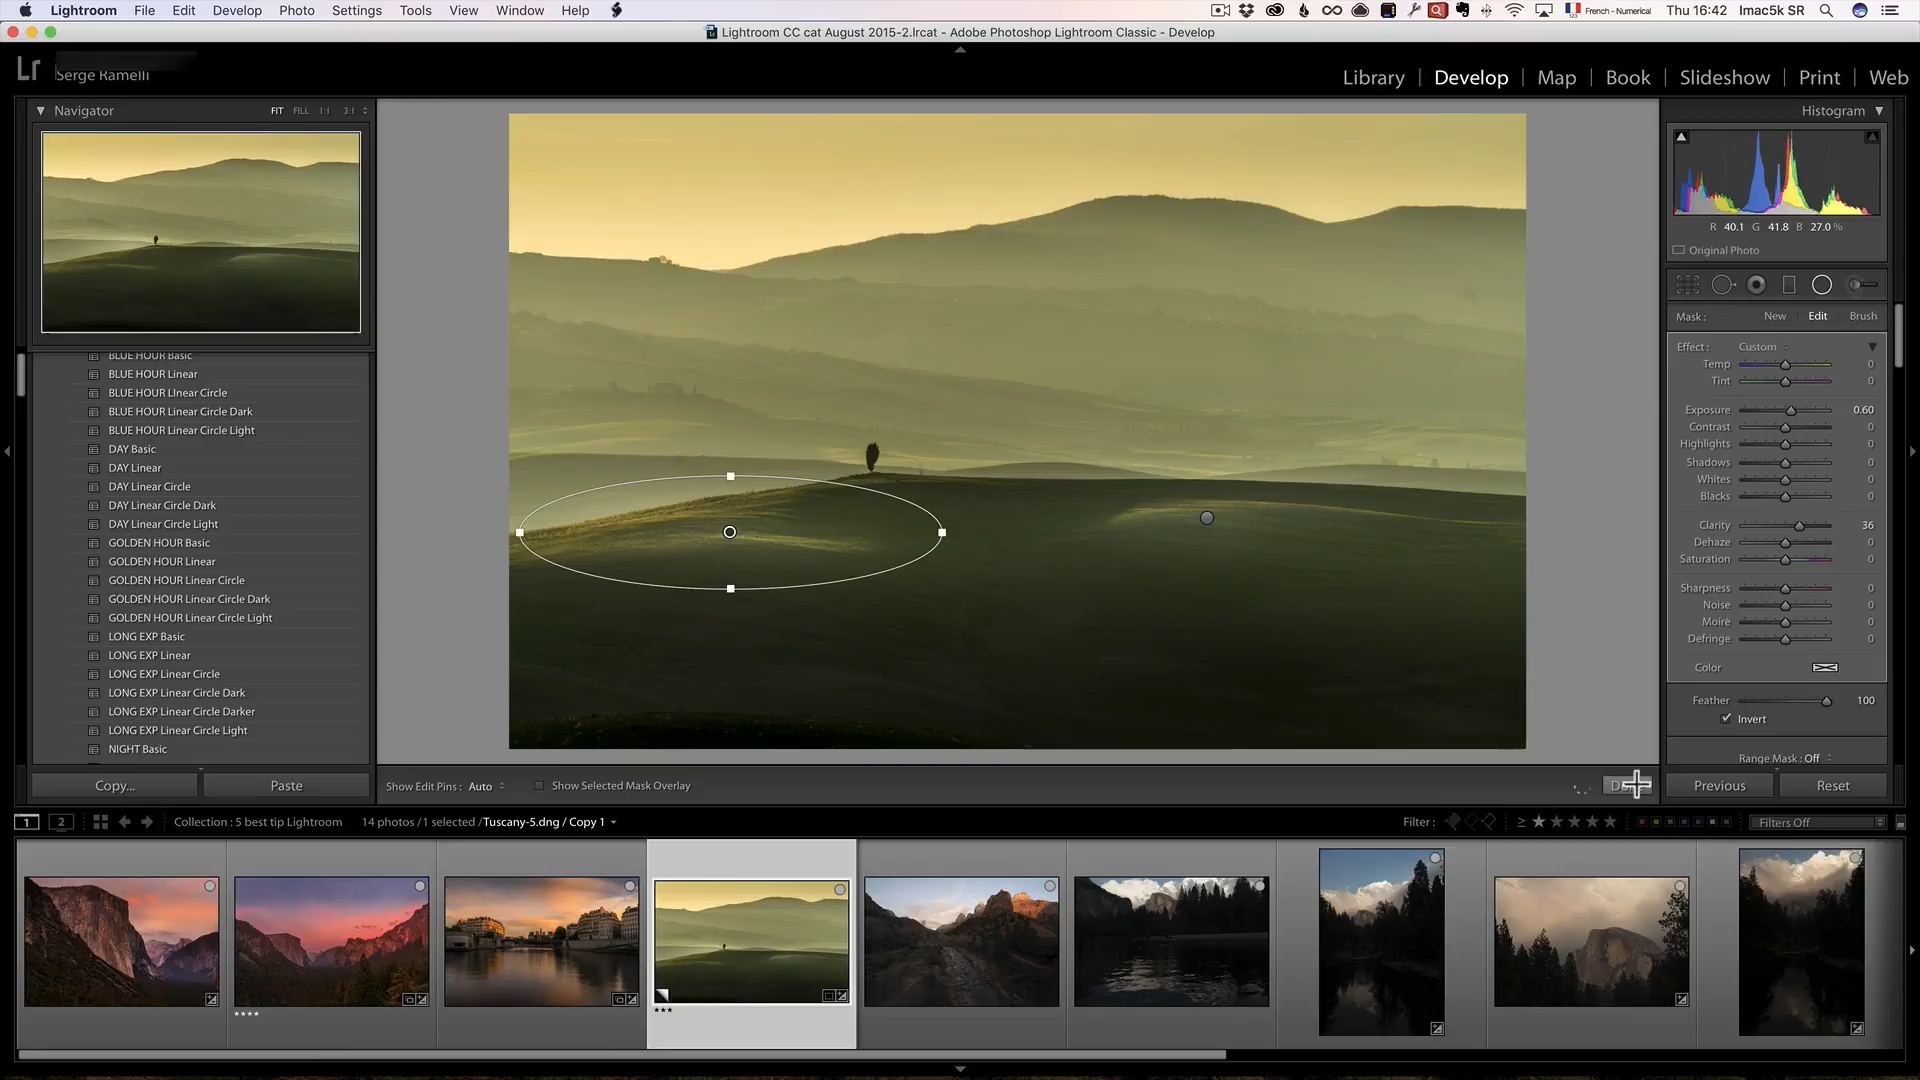 Lightroom File Edit Develop Photo Settings Tools View Window Help
French - Numerical Thu 16:42 Imac5k SR
Lightroom CC cat August 2015-2.lrcat - Adobe Photoshop Lightroom Classic - Develop
Lr Serge Ramelli
Library | Develop | Map | Book | Slideshow | Print | Web
Navigator FIT FILL 1:1 3:1
BLUE HOUR Basic
BLUE HOUR Linear
BLUE HOUR LInear Circle
BLUE HOUR Linear Circle Dark
BLUE HOUR Linear Circle Light
DAY Basic
DAY Linear
DAY Linear Circle
DAY Linear Circle Dark
DAY Linear Circle Light
GOLDEN HOUR Basic
GOLDEN HOUR Linear
GOLDEN HOUR Linear Circle
GOLDEN HOUR Linear Circle Dark
GOLDEN HOUR Linear Circle Light
LONG EXP Basic
LONG EXP Linear
LONG EXP Linear Circle
LONG EXP Linear Circle Dark
LONG EXP Linear Circle Darker
LONG EXP Linear Circle Light
NIGHT Basic
Copy... Paste
Show Edit Pins : Auto Show Selected Mask Overlay
Histogram
R 40.1 G 41.8 B 27.0 %
Original Photo
Mask : New Edit Brush
Effect : Custom
Temp 0
Tint 0
Exposure 0.60
Contrast 0
Highlights 0
Shadows 0
Whites 0
Blacks 0
Clarity 36
Dehaze 0
Saturation 0
Sharpness 0
Noise 0
Moiré 0
Defringe 0
Color
Feather 100
Invert
Range Mask : Off
Previous Reset
1 2 Collection : 5 best tip Lightroom 14 photos / 1 selected / Tuscany-5.dng / Copy 1
Filter : ≥ ★★★★★ Filters Off